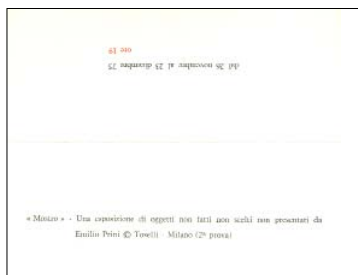 ore 19
dal 26 novembre al 23 dicembre 75
« Mostro » - Una esposizione di oggetti non fatti non scelti non presentati da
Emilio Prini © Toselli - Milano (2ª prova)